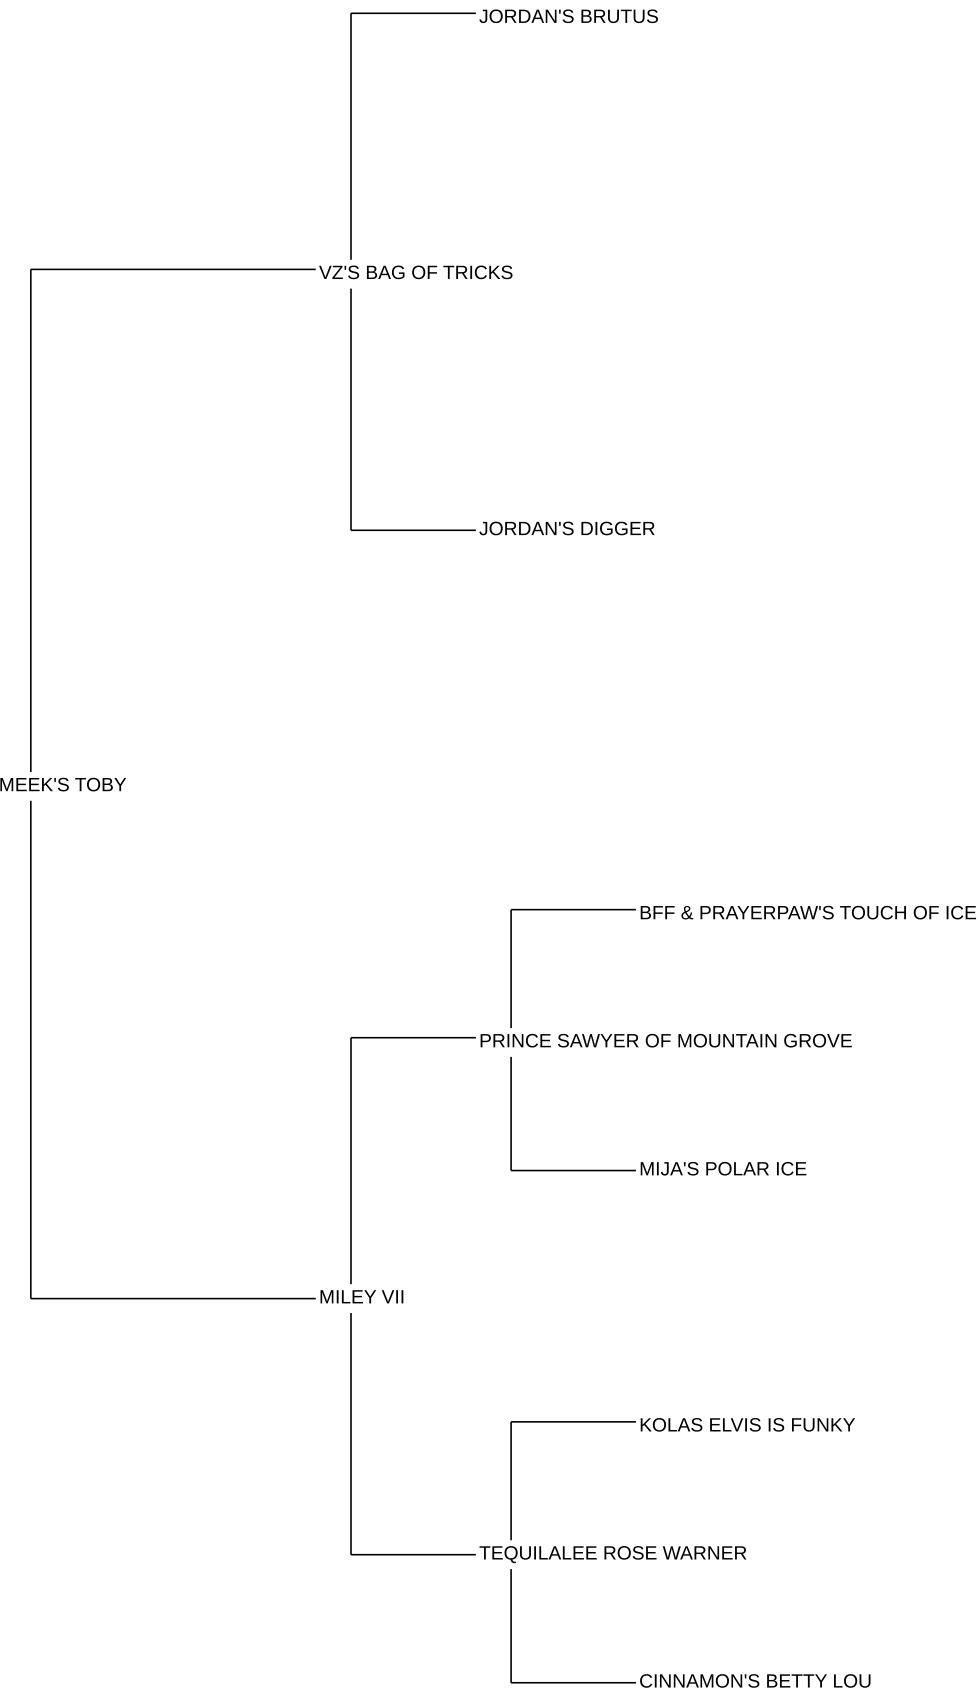 JORDAN'S BRUTUS
VZ'S BAG OF TRICKS
JORDAN'S DIGGER
MEEK'S TOBY
BFF & PRAYERPAW'S TOUCH OF ICE
PRINCE SAWYER OF MOUNTAIN GROVE
MIJA'S POLAR ICE
MILEY VII
KOLAS ELVIS IS FUNKY
TEQUILALEE ROSE WARNER
CINNAMON'S BETTY LOU